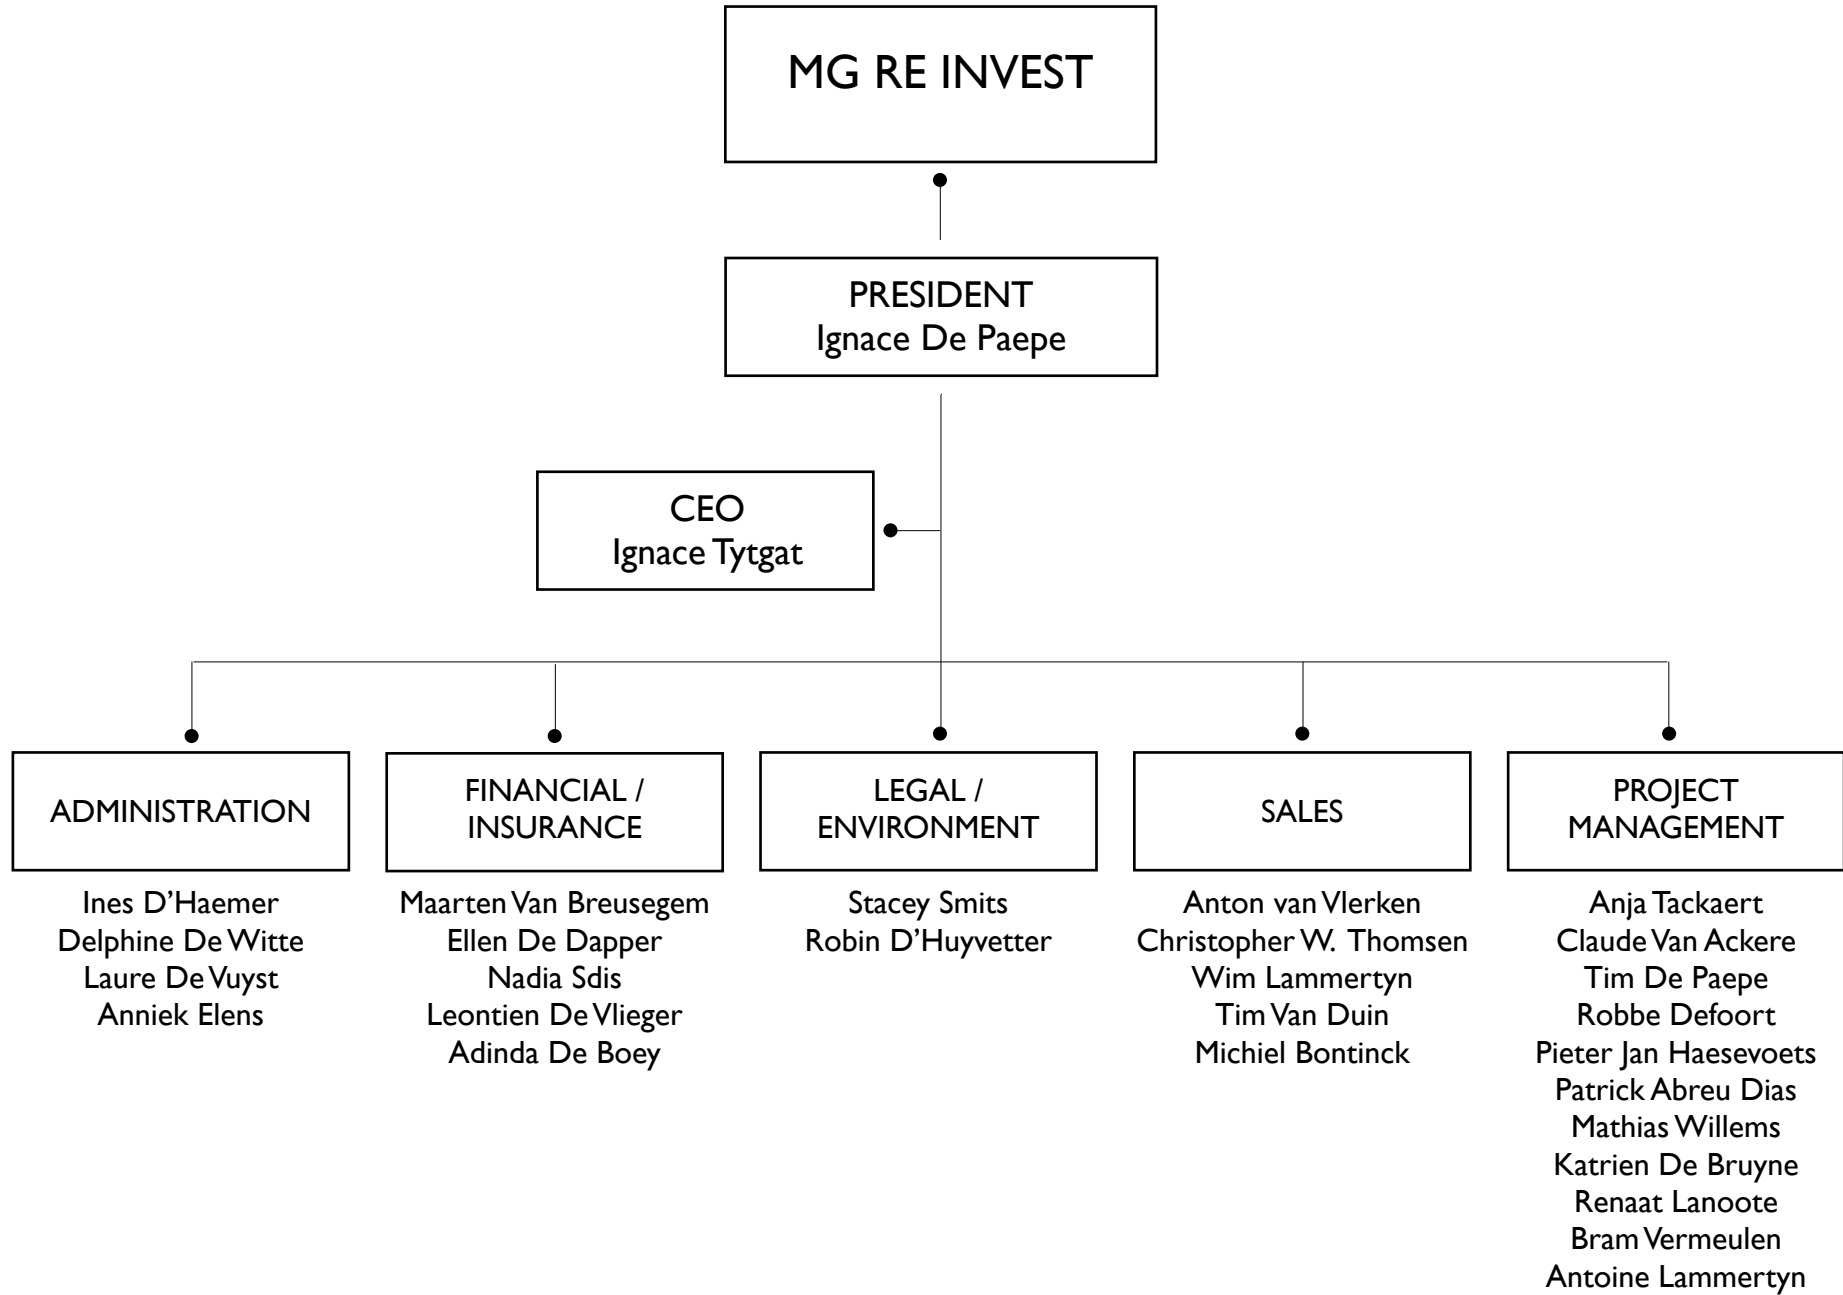 MG RE INVEST
PRESIDENT
Ignace De Paepe
CEO
Ignace Tytgat
ADMINISTRATION
Ines D’Haemer
Delphine De Witte
Laure De Vuyst
Anniek Elens
FINANCIAL /
INSURANCE
Maarten Van Breusegem
Ellen De Dapper
Nadia Sdis
Leontien De Vlieger
Adinda De Boey
LEGAL /
ENVIRONMENT
Stacey Smits
Robin D’Huyvetter
SALES
Anton van Vlerken
Christopher W. Thomsen
Wim Lammertyn
Tim Van Duin
Michiel Bontinck
PROJECT
MANAGEMENT
Anja Tackaert
Claude Van Ackere
Tim De Paepe
Robbe Defoort
Pieter Jan Haesevoets
Patrick Abreu Dias
Mathias Willems
Katrien De Bruyne
Renaat Lanoote
Bram Vermeulen
Antoine Lammertyn